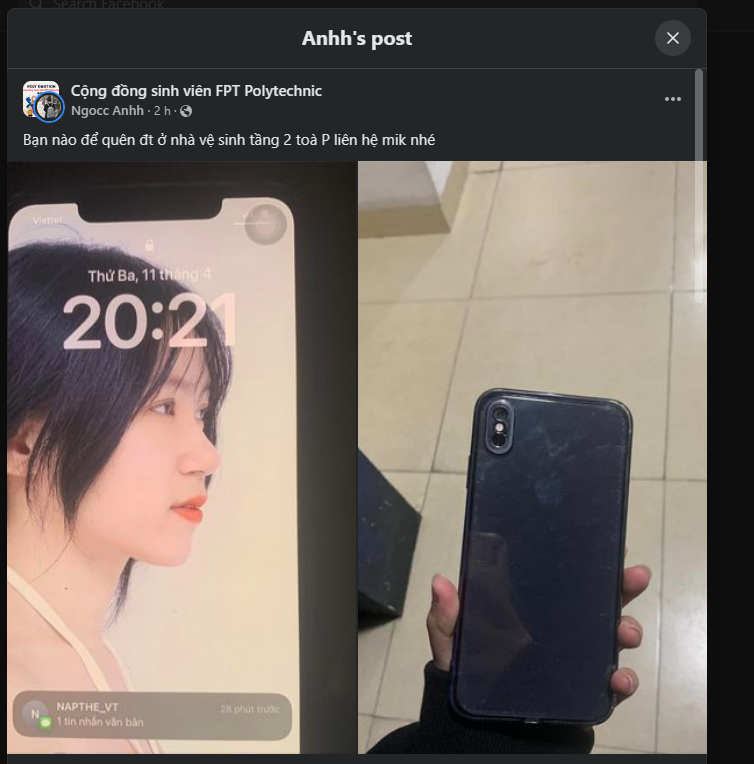 Search Facebook
Anhh's post
Cộng đồng sinh viên FPT Polytechnic
Ngocc Anhh · 2 h ·
Bạn nào để quên đt ở nhà vệ sinh tầng 2 toà P liên hệ mik nhé
Viettel
Thứ Ba, 11 tháng 4
20:21
N
NAPTHE_VT
28 phút trước
1 tin nhắn văn bản